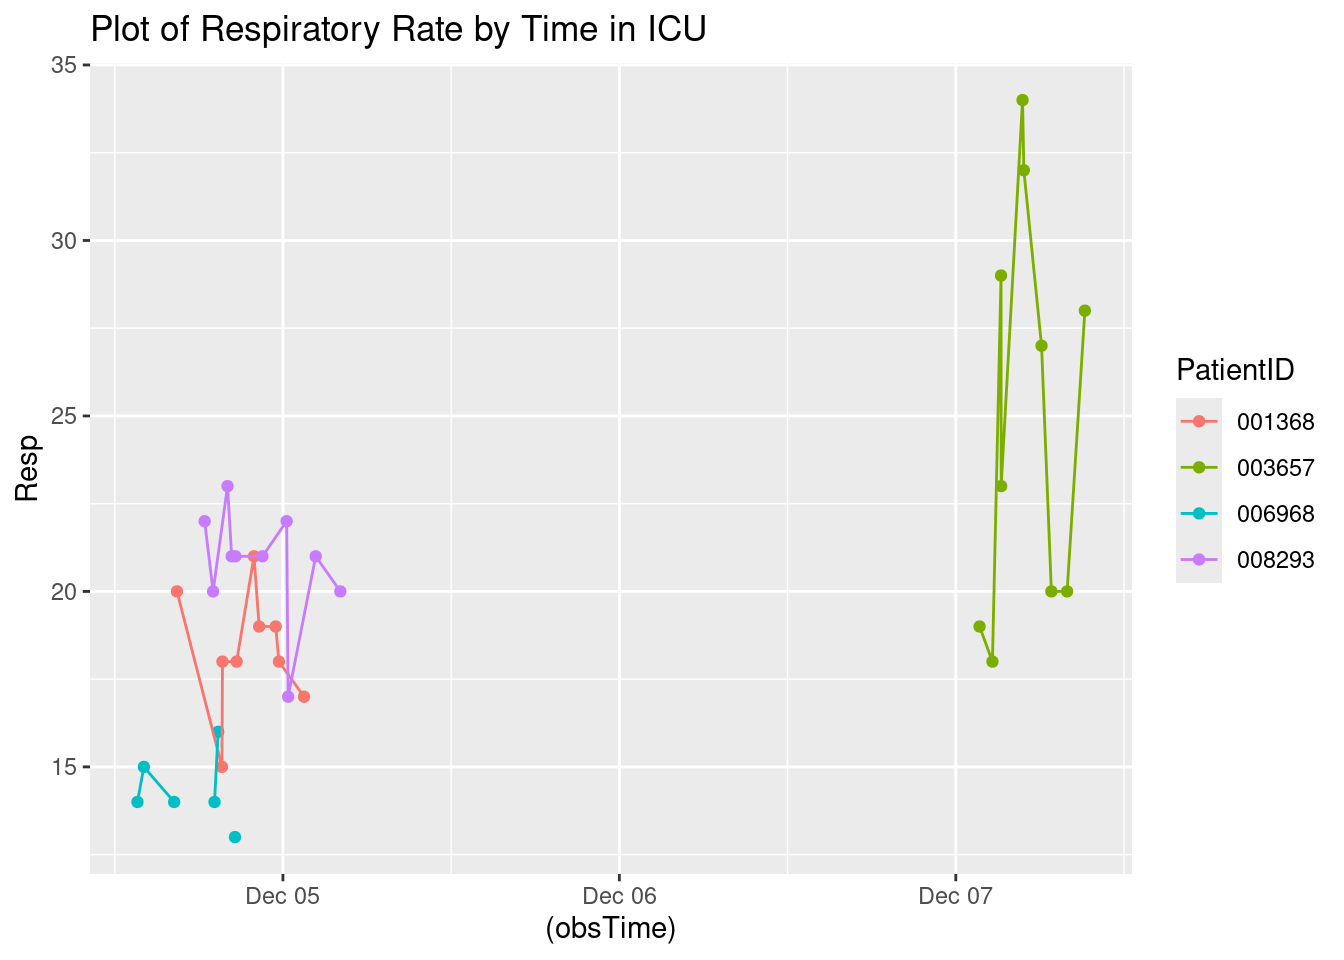 Plot of Respiratory Rate by Time in ICU
35
30
25
20
15
Resp
Dec 05
Dec 06
Dec 07
(obsTime)
PatientID
001368
003657
006968
008293